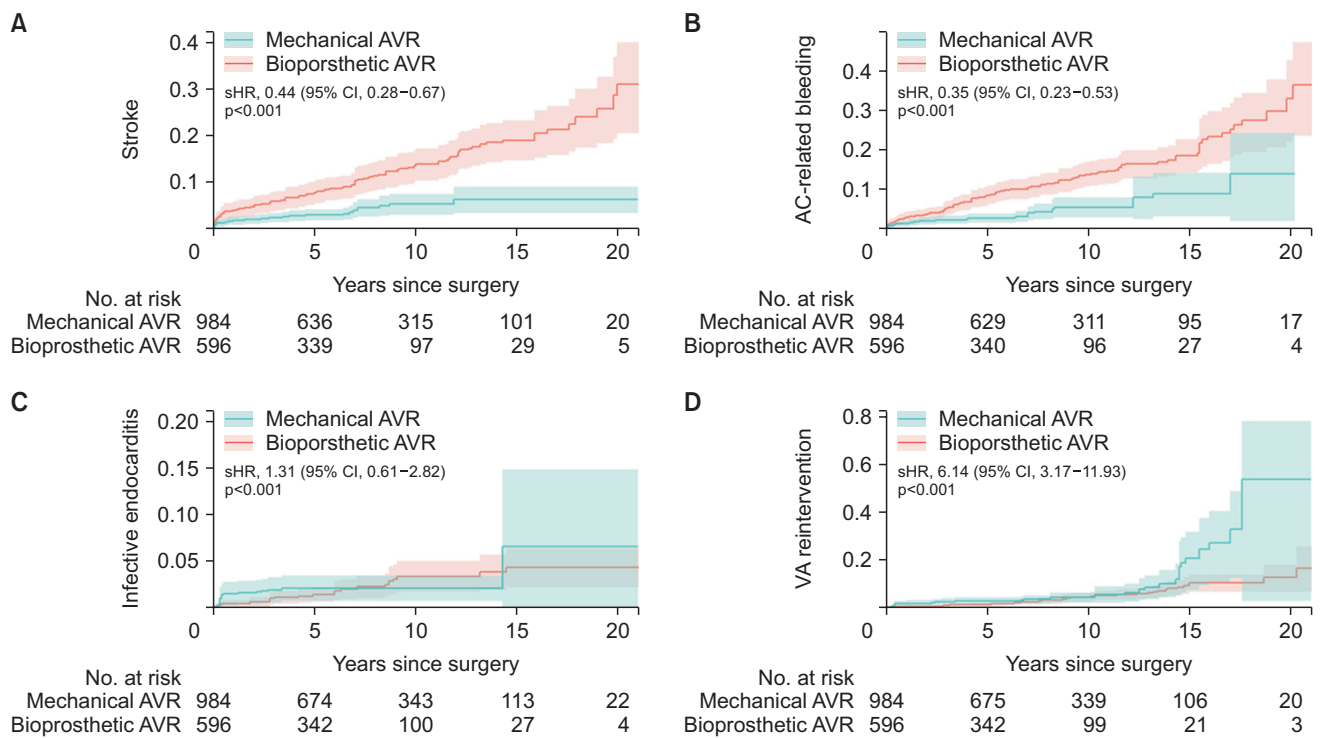 A
Stroke
0.4
0.3
0.2
0.1
Mechanical AVR
Bioporsthetic AVR
sHR, 0.44 (95% CI, 0.28−0.67)
p<0.001
0 5 10 15 20
Years since surgery
No. at risk
Mechanical AVR 984 636 315 101 20
Bioprosthetic AVR 596 339 97 29 5
B
AC-related bleeding
0.4
0.3
0.2
0.1
Mechanical AVR
Bioporsthetic AVR
sHR, 0.35 (95% CI, 0.23−0.53)
p<0.001
0 5 10 15 20
Years since surgery
No. at risk
Mechanical AVR 984 629 311 95 17
Bioprosthetic AVR 596 340 96 27 4
C
Infective endocarditis
0.20
0.15
0.10
0.05
Mechanical AVR
Bioporsthetic AVR
sHR, 1.31 (95% CI, 0.61−2.82)
p<0.001
0 5 10 15 20
Years since surgery
No. at risk
Mechanical AVR 984 674 343 113 22
Bioprosthetic AVR 596 342 100 27 4
D
VA reintervention
0.8
0.6
0.4
0.2
Mechanical AVR
Bioporsthetic AVR
sHR, 6.14 (95% CI, 3.17−11.93)
p<0.001
0 5 10 15 20
Years since surgery
No. at risk
Mechanical AVR 984 675 339 106 20
Bioprosthetic AVR 596 342 99 21 3